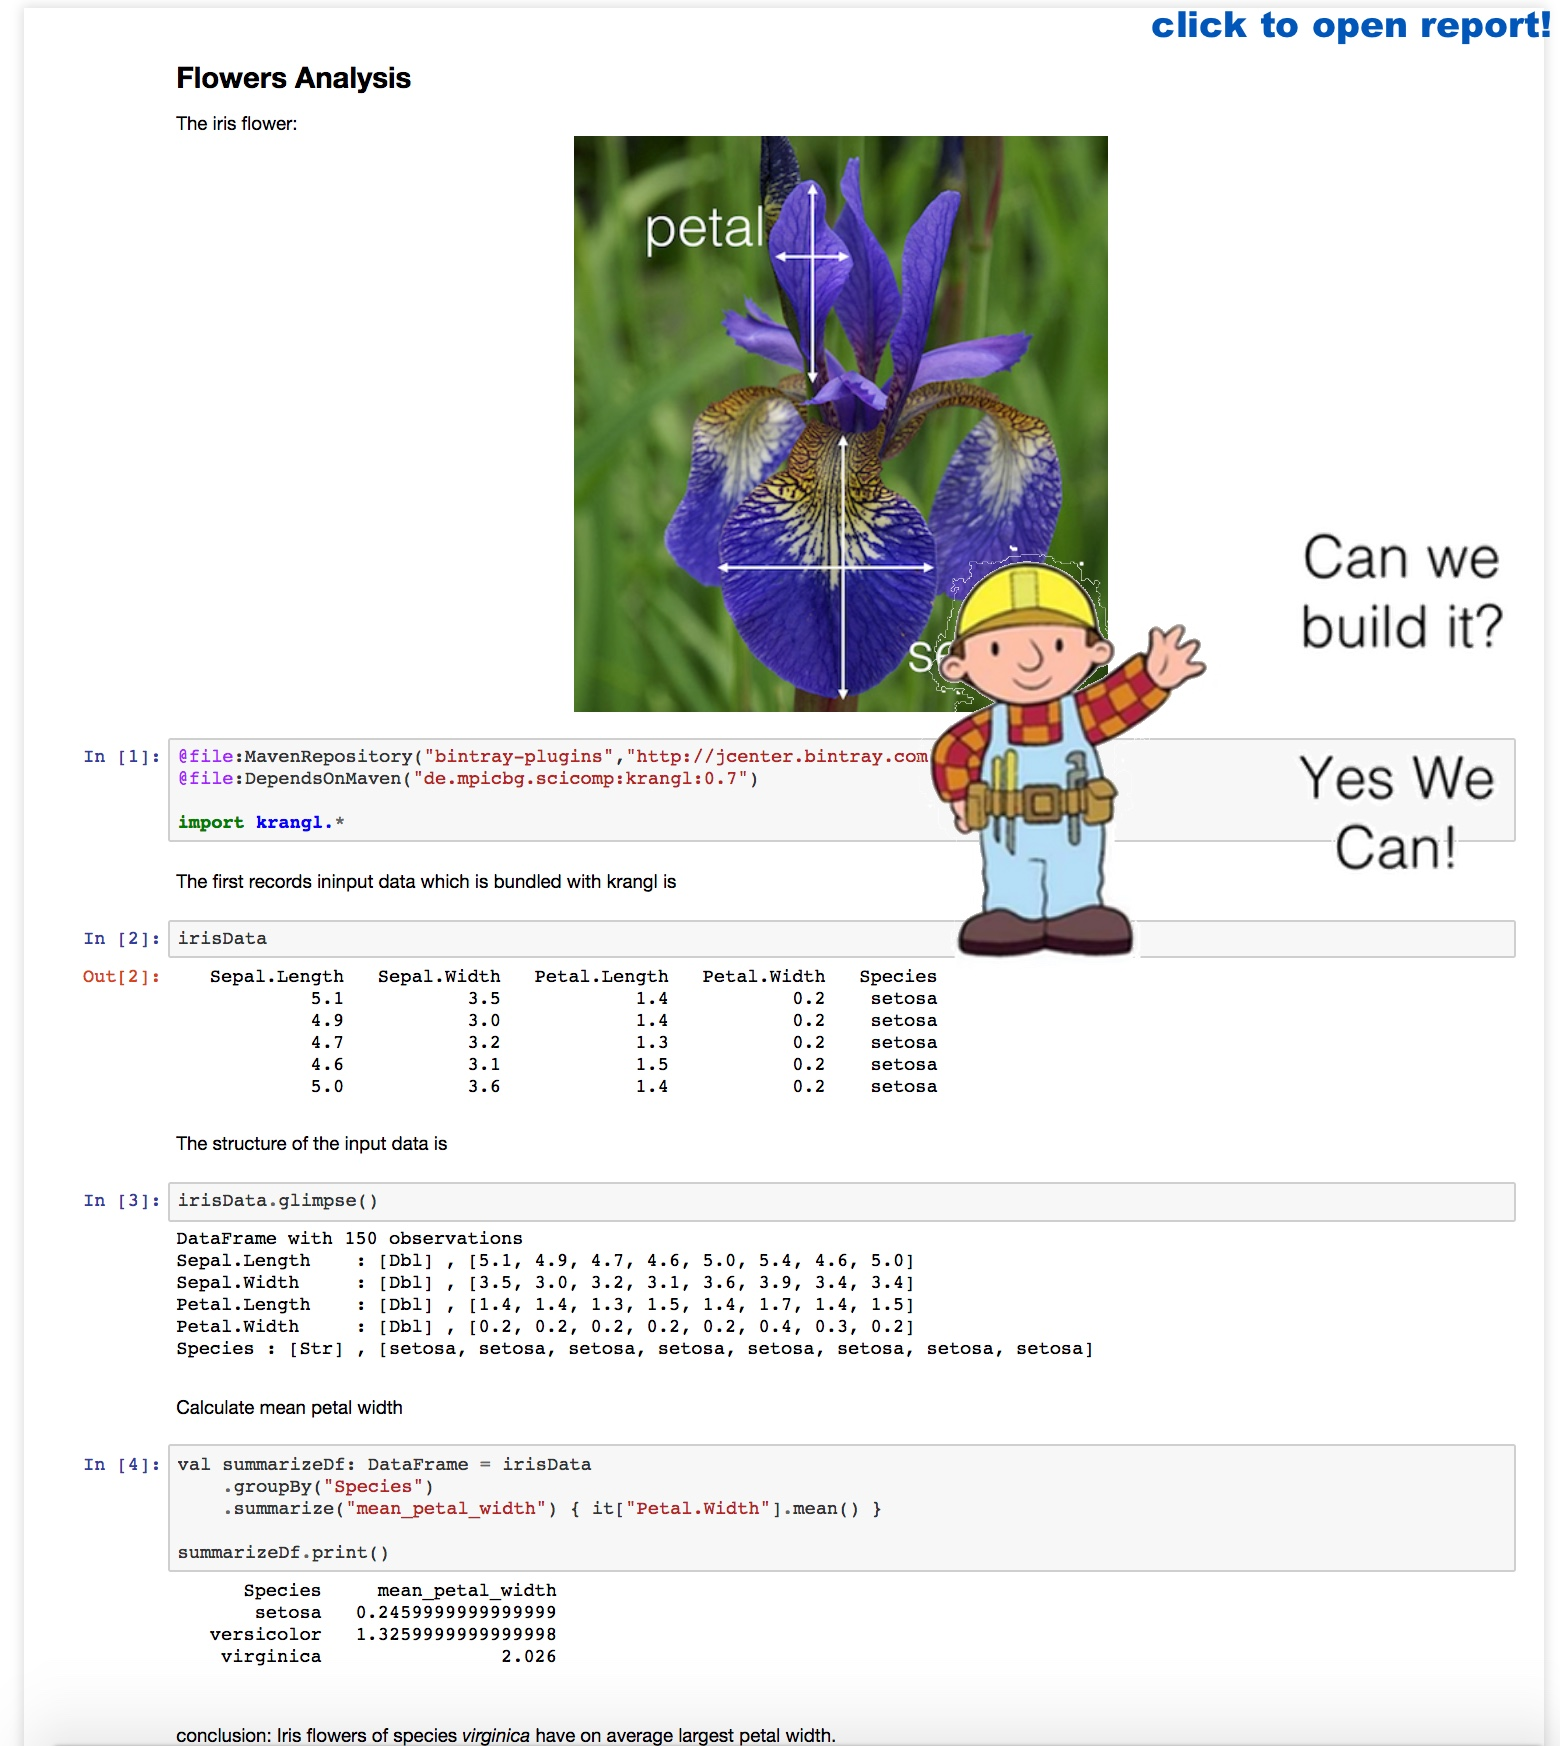 click to open report!
Flowers Analysis
The iris flower:
petal
Can we
build it?
In [1]: @file:MavenRepository("bintray-plugins","http://jcenter.bintray.com
@file:DependsOnMaven("de.mpicbg.scicomp:krangl:0.7")
import krangl.*
Yes We
Can!
The first records ininput data which is bundled with krangl is
In [2]: irisData
Out[2]: Sepal.Length Sepal.Width Petal.Length Petal.Width Species
5.1 3.5 1.4 0.2 setosa
4.9 3.0 1.4 0.2 setosa
4.7 3.2 1.3 0.2 setosa
4.6 3.1 1.5 0.2 setosa
5.0 3.6 1.4 0.2 setosa
The structure of the input data is
In [3]: irisData.glimpse()
DataFrame with 150 observations
Sepal.Length : [Dbl] , [5.1, 4.9, 4.7, 4.6, 5.0, 5.4, 4.6, 5.0]
Sepal.Width : [Dbl] , [3.5, 3.0, 3.2, 3.1, 3.6, 3.9, 3.4, 3.4]
Petal.Length : [Dbl] , [1.4, 1.4, 1.3, 1.5, 1.4, 1.7, 1.4, 1.5]
Petal.Width : [Dbl] , [0.2, 0.2, 0.2, 0.2, 0.2, 0.4, 0.3, 0.2]
Species : [Str] , [setosa, setosa, setosa, setosa, setosa, setosa, setosa, setosa]
Calculate mean petal width
In [4]: val summarizeDf: DataFrame = irisData
.groupBy("Species")
.summarize("mean_petal_width") { it["Petal.Width"].mean() }
summarizeDf.print()
Species mean_petal_width
setosa 0.2459999999999999
versicolor 1.3259999999999998
virginica 2.026
conclusion: Iris flowers of species virginica have on average largest petal width.